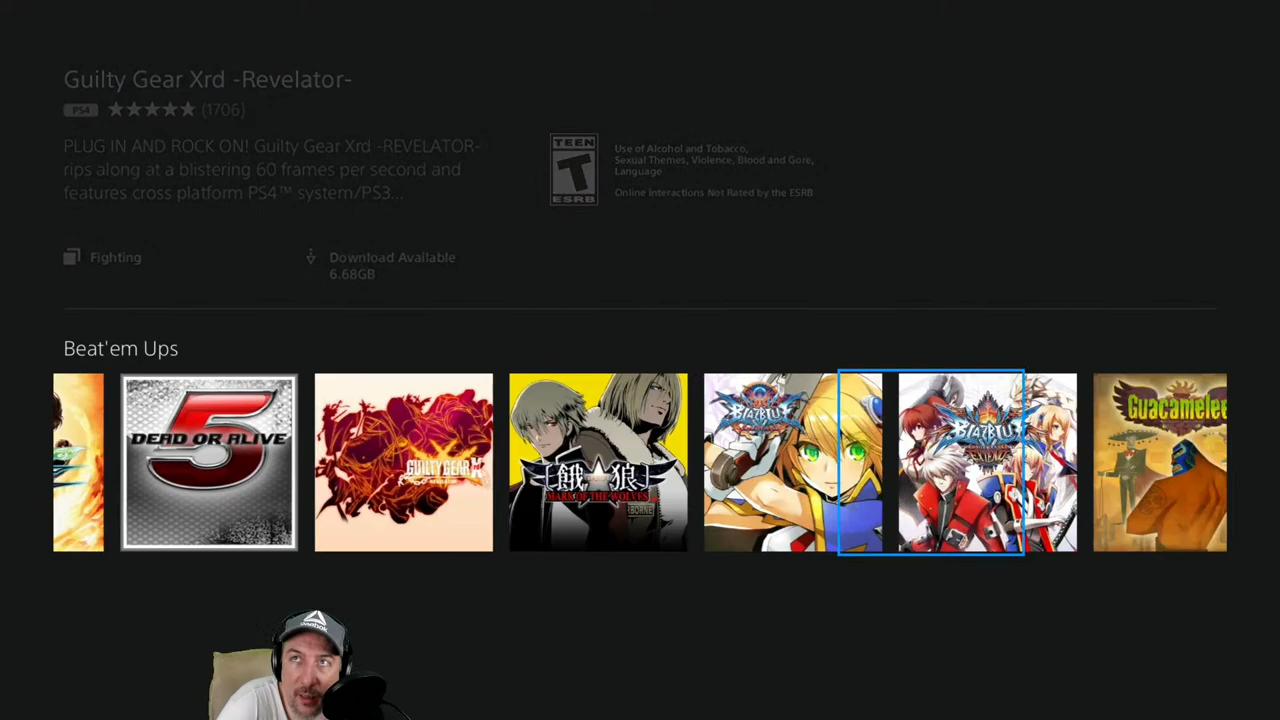 Guilty Gear Xrd -Revelator-
PS4 ★★★★★ (1706)
PLUG IN AND ROCK ON! Guilty Gear Xrd -REVELATOR-
rips along at a blistering 60 frames per second and
features cross platform PS4™ system/PS3...
TEEN
T
ESRB
Use of Alcohol and Tobacco,
Sexual Themes, Violence, Blood and Gore,
Language
Online Interactions Not Rated by the ESRB
Fighting
Download Available
6.68GB
Beat'em Ups
5
DEAD OR ALIVE
GUILTY GEAR
餓狼
MARK OF THE WOLVES
BORNE
BLAZBLUE
BLAZBLUE
EXTEND
Guacamelee
Reebok